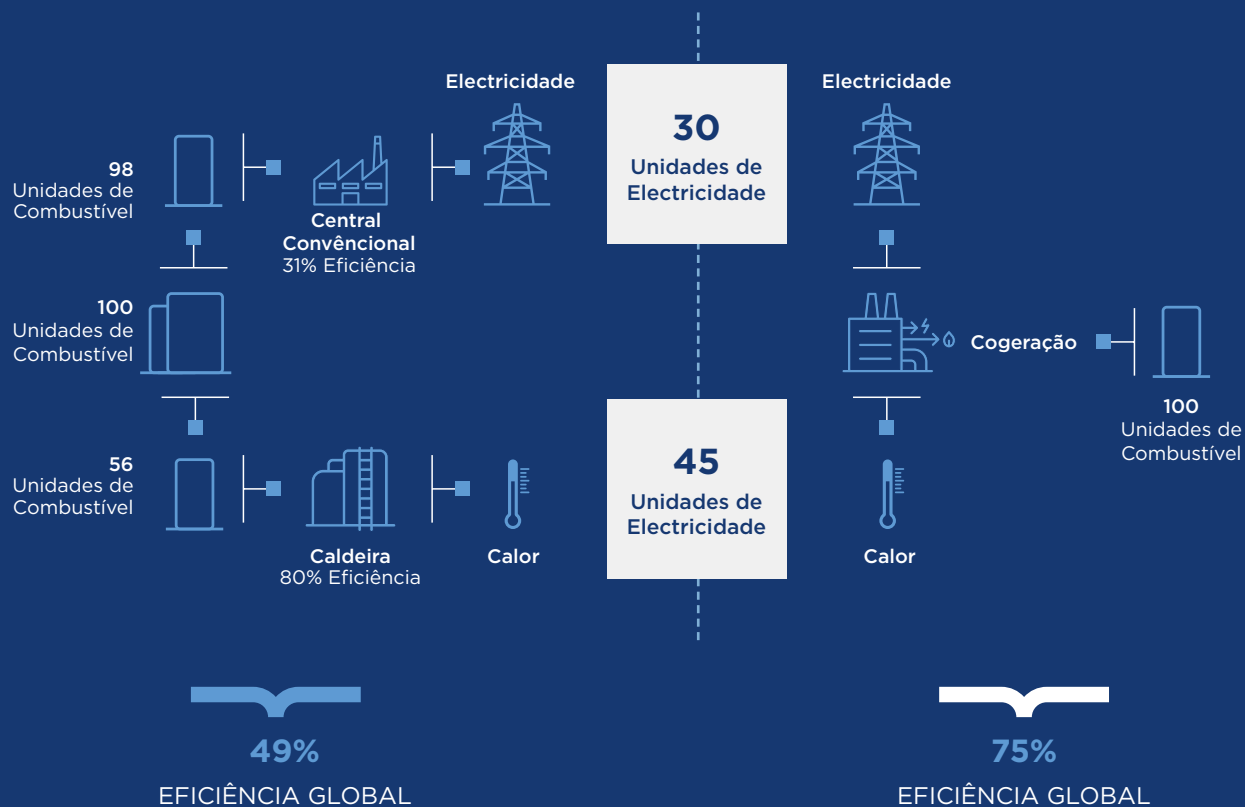 Electricidade
98
Unidades de
Combustível
Central
Convêncional
31% Eficiência
100
Unidades de
Combustível
56
Unidades de
Combustível
Caldeira
80% Eficiência
Calor
30
Unidades de
Electricidade
45
Unidades de
Electricidade
Electricidade
Cogeração
100
Unidades de
Combustível
Calor
49%
EFICIÊNCIA GLOBAL
75%
EFICIÊNCIA GLOBAL